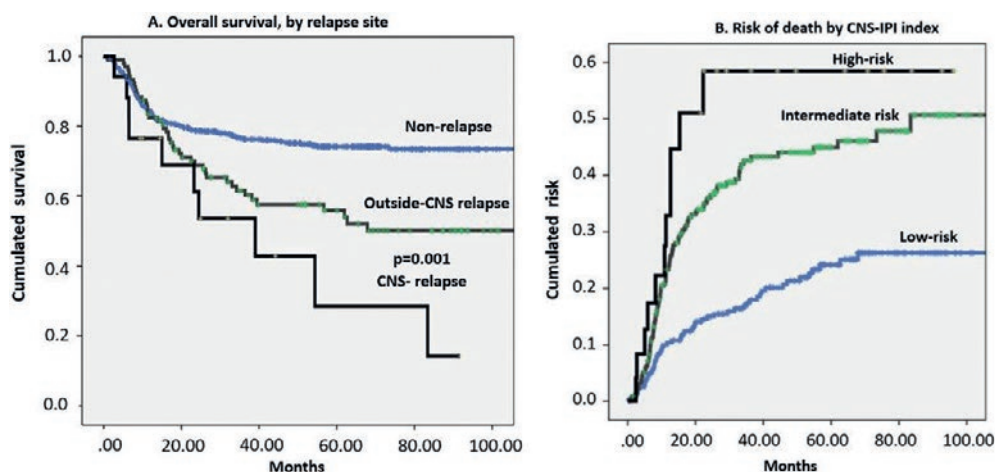 A. Overall survival, by relapse site
Cumulated survival
1.0
0.8
0.6
0.4
0.2
0.0
Non-relapse
Outside-CNS relapse
p=0.001
CNS- relapse
.00 20.00 40.00 60.00 80.00 100.00
Months
B. Risk of death by CNS-IPI index
Cumulated risk
0.6
0.5
0.4
0.3
0.2
0.1
0.0
High-risk
Intermediate risk
Low-risk
.00 20.00 40.00 60.00 80.00 100.00
Months